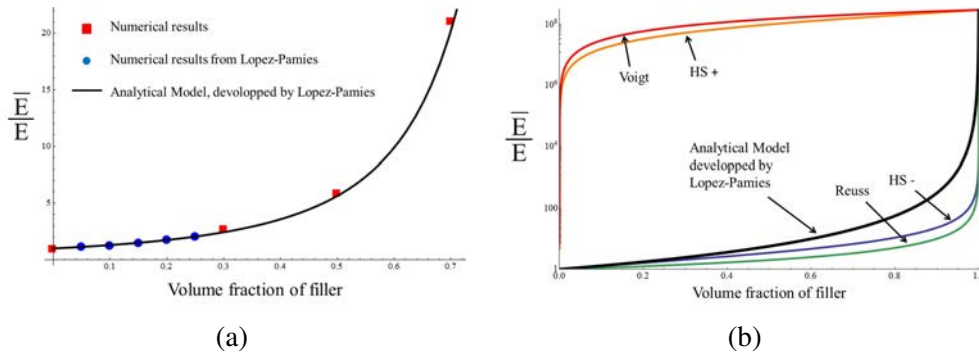 20
15
10
5
0.1 0.2 0.3 0.4 0.5 0.6 0.7
Numerical results
Numerical results from Lopez-Pamies
Analytical Model, devolopped by Lopez-Pamies
E
E
Volume fraction of filler
(a)
10⁸
10⁶
10⁴
100
1
0.0 0.2 0.4 0.6 0.8
Voigt
HS +
Analytical Model
developped by
Lopez-Pamies
Reuss
HS -
E
E
Volume fraction of filler
(b)